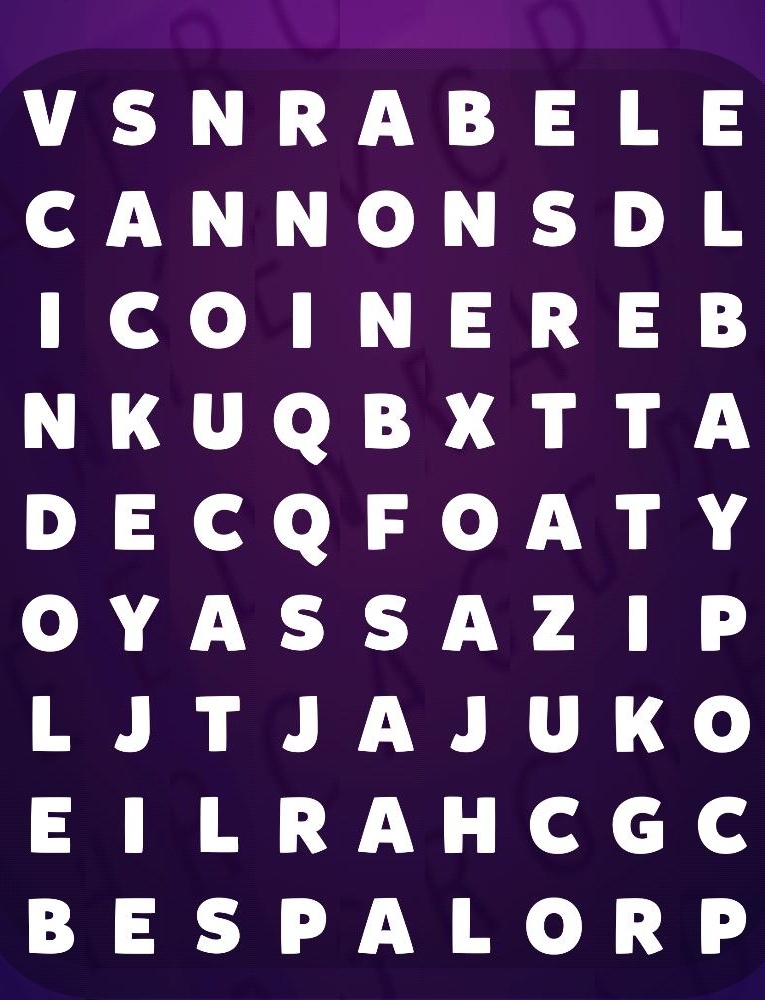 V S N R A B E L E
C A N N O N S D L
I C O I N E R E B
N K U Q B X T T A
D E C Q F O A T Y
O Y A S S A Z I P
L J T J A J U K O
E I L R A H C G C
B E S P A L O R P